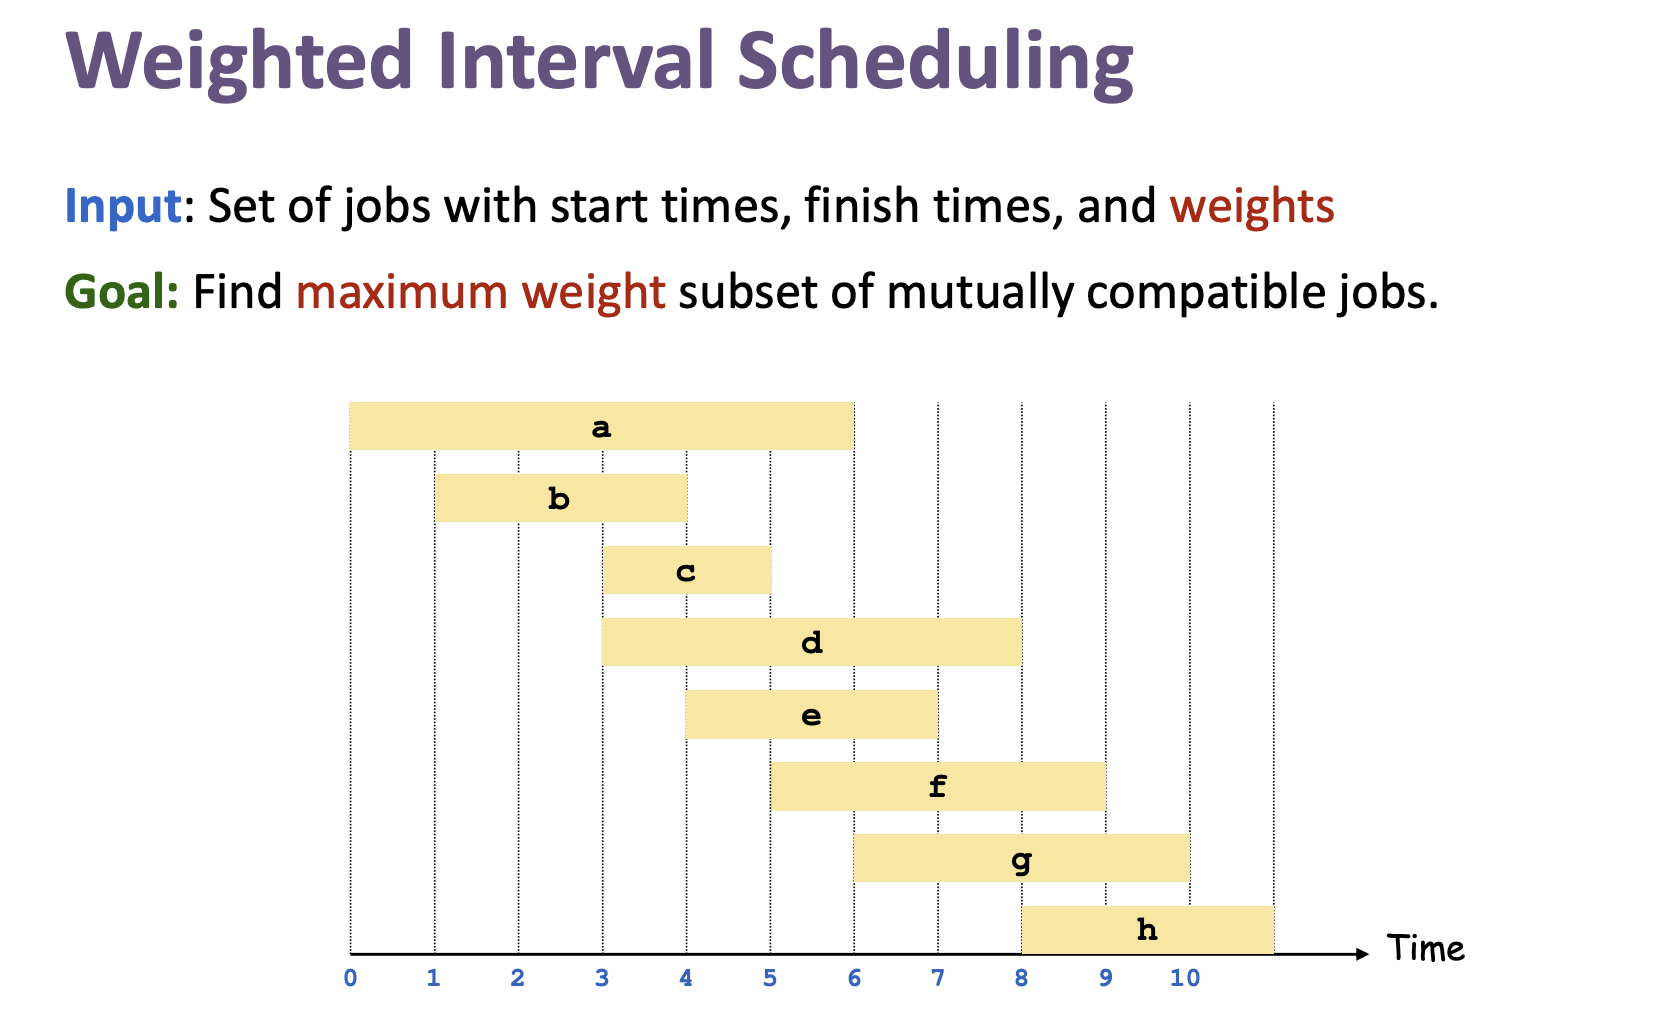 Weighted Interval Scheduling
Input: Set of jobs with start times, finish times, and weights
Goal: Find maximum weight subset of mutually compatible jobs.
a
b
c
d
e
f
g
h
Time
0 1 2 3 4 5 6 7 8 9 10